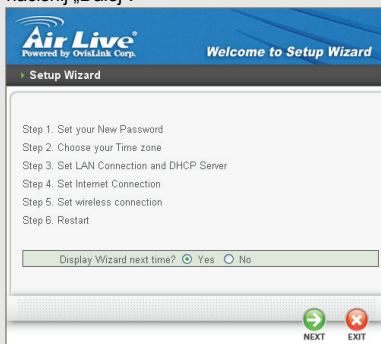 naciśnij „Dalej”.
Air Live®
Powered by OvisLink Corp.
Welcome to Setup Wizard
Setup Wizard
Step 1. Set your New Password
Step 2. Choose your Time zone
Step 3. Set LAN Connection and DHCP Server
Step 4. Set Internet Connection
Step 5. Set wireless connection
Step 6. Restart
Display Wizard next time? Yes No
NEXT EXIT